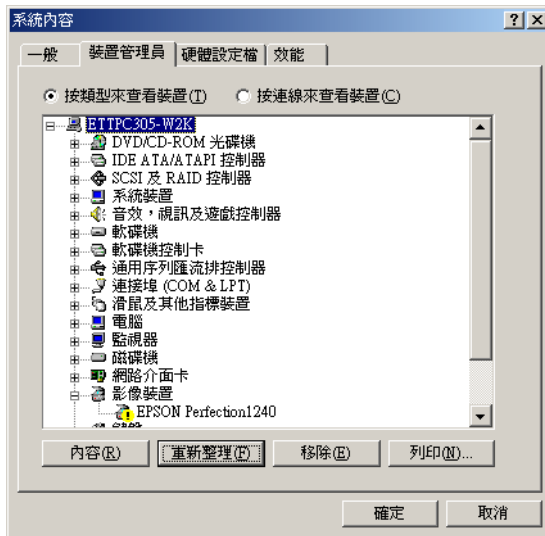 系統內容
一般 裝置管理員 硬體設定檔 效能
按類型來查看裝置(T) 按連線來查看裝置(C)
ETTPC305-W2K
DVD/CD-ROM 光碟機
IDE ATA/ATAPI 控制器
SCSI 及 RAID 控制器
系統裝置
音效，視訊及遊戲控制器
軟碟機
軟碟機控制卡
通用序列匯流排控制器
連接埠 (COM & LPT)
滑鼠及其他指標裝置
電腦
監視器
磁碟機
網路介面卡
影像裝置
EPSON Perfection1240
內容(R) 重新整理(F) 移除(E) 列印(N)...
確定 取消